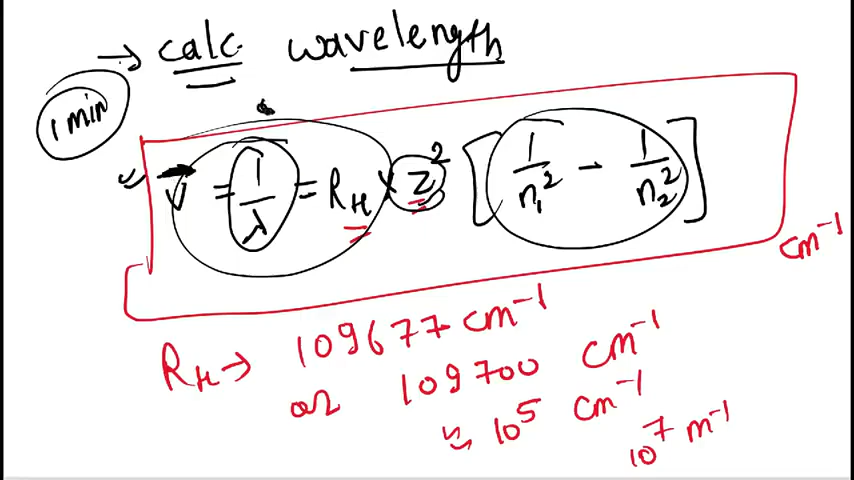 → calc. wavelength
1 min
ν̅ = 1/λ = R_H × Z² [ 1/n₁² - 1/n₂² ]
cm⁻¹
R_H → 109677 cm⁻¹
or 109700 cm⁻¹
≈ 10⁵ cm⁻¹
10⁷ m⁻¹